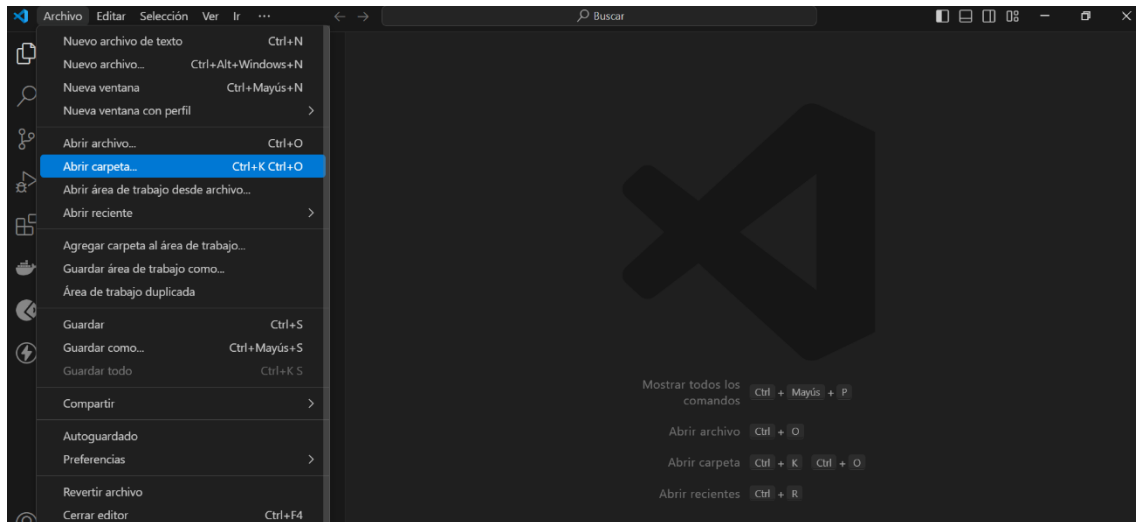 Archivo Editar Selección Ver Ir ··· Buscar
Nuevo archivo de texto Ctrl+N
Nuevo archivo... Ctrl+Alt+Windows+N
Nueva ventana Ctrl+Mayús+N
Nueva ventana con perfil
Abrir archivo... Ctrl+O
Abrir carpeta... Ctrl+K Ctrl+O
Abrir área de trabajo desde archivo...
Abrir reciente
Agregar carpeta al área de trabajo...
Guardar área de trabajo como...
Área de trabajo duplicada
Guardar Ctrl+S
Guardar como... Ctrl+Mayús+S
Guardar todo Ctrl+K S
Compartir
Autoguardado
Preferencias
Revertir archivo
Cerrar editor Ctrl+F4
Mostrar todos los
comandos Ctrl + Mayús + P
Abrir archivo Ctrl + O
Abrir carpeta Ctrl + K Ctrl + O
Abrir recientes Ctrl + R